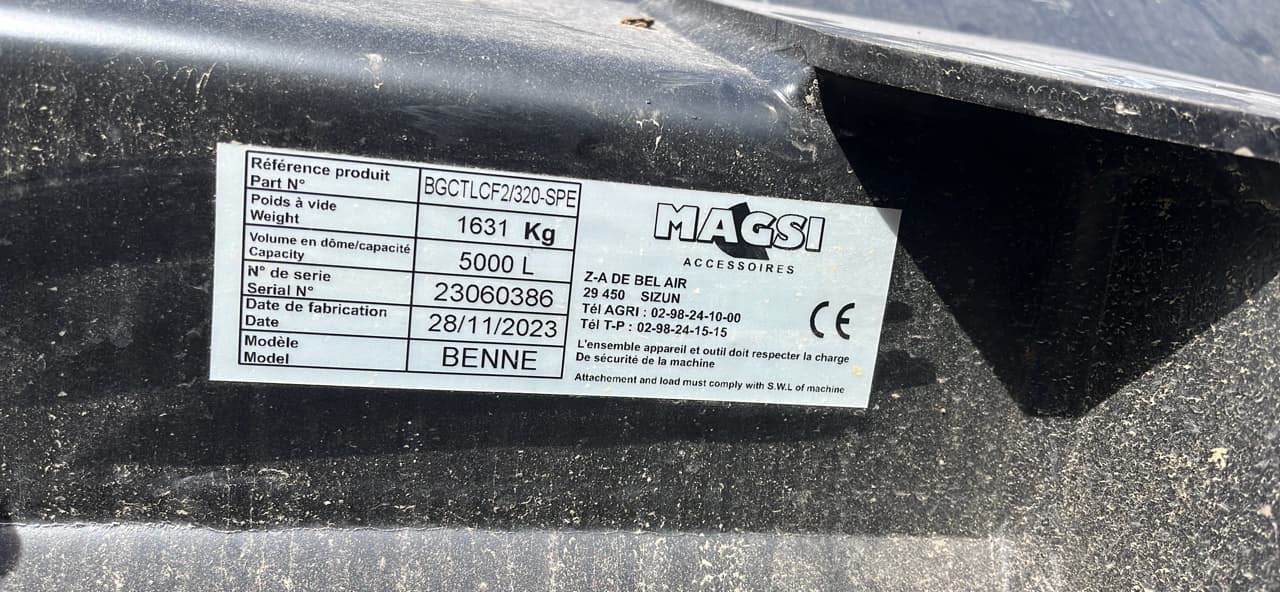 Référence produit
Part N°
BGCTLCF2/320-SPE
Poids à vide
Weight
1631 Kg
Volume en dôme/capacité
Capacity
5000 L
N° de serie
Serial N°
23060386
Date de fabrication
Date
28/11/2023
Modèle
Model
BENNE
MAGSI
ACCESSOIRES
Z-A DE BEL AIR
29 450 SIZUN
Tél AGRI : 02-98-24-10-00
Tél T-P : 02-98-24-15-15
CE
L'ensemble appareil et outil doit respecter la charge
De sécurité de la machine
Attachement and load must comply with S.W.L of machine